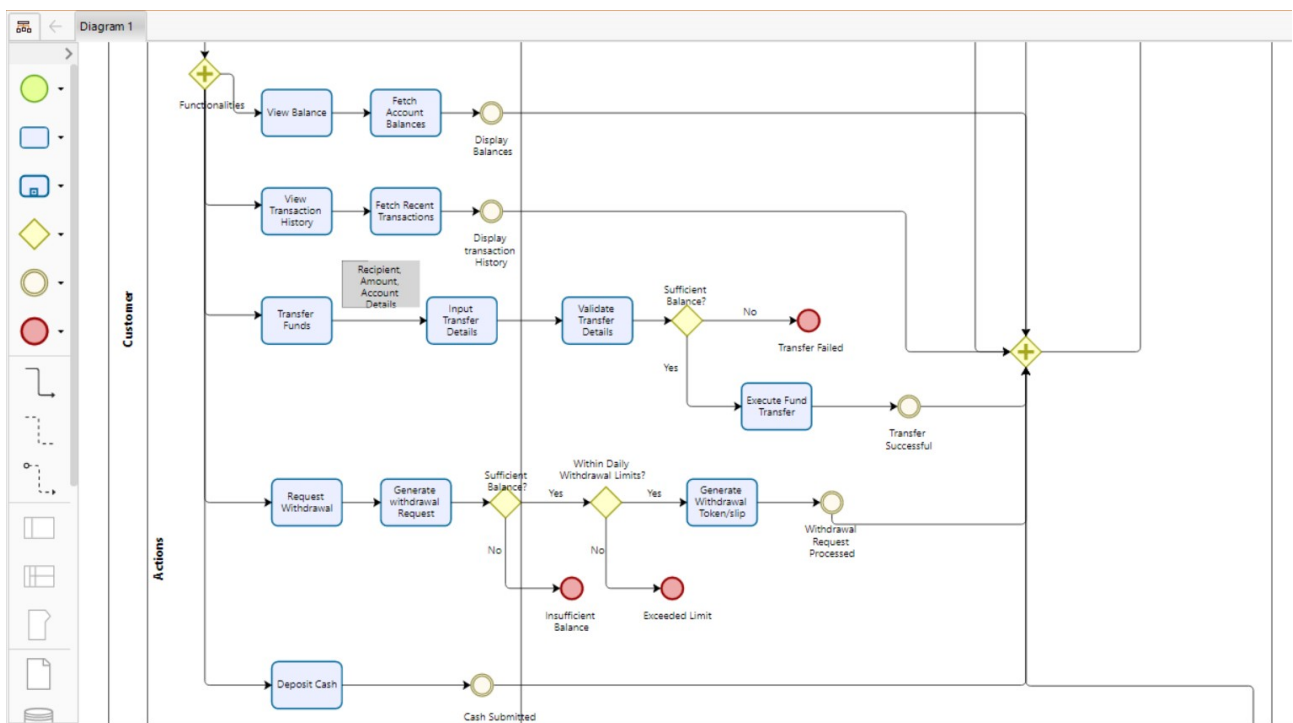 Diagram 1
Functionalities
View Balance
Fetch
Account
Balances
Display
Balances
View
Transaction
History
Fetch Recent
Transactions
Display
transaction
History
Recipient,
Amount,
Account
Details
Transfer
Funds
Input
Transfer
Details
Validate
Transfer
Details
Sufficient
Balance?
No
Transfer Failed
Yes
Execute Fund
Transfer
Transfer
Successful
Customer
Actions
Request
Withdrawal
Generate
withdrawal
Request
Sufficient
Balance?
Yes
Within Daily
Withdrawal Limits?
Yes
Generate
Withdrawal
Token/slip
Withdrawal
Request
Processed
No
Insufficient
Balance
No
Exceeded Limit
Deposit Cash
Cash Submitted